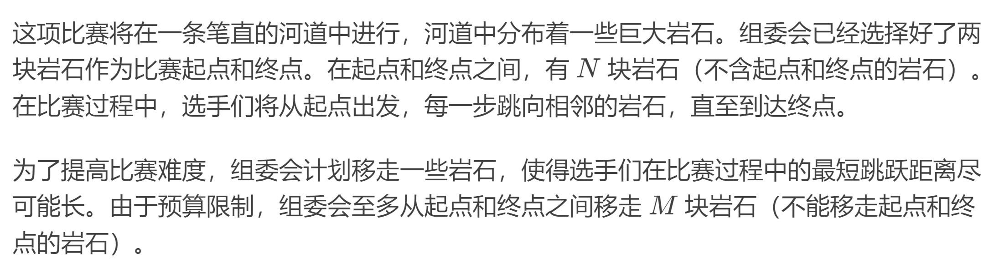 这项比赛将在一条笔直的河道中进行，河道中分布着一些巨大岩石。组委会已经选择好了两
块岩石作为比赛起点和终点。在起点和终点之间，有 N 块岩石（不含起点和终点的岩石）。
在比赛过程中，选手们将从起点出发，每一步跳向相邻的岩石，直至到达终点。
为了提高比赛难度，组委会计划移走一些岩石，使得选手们在比赛过程中的最短跳跃距离尽
可能长。由于预算限制，组委会至多从起点和终点之间移走 M 块岩石（不能移走起点和终
点的岩石）。